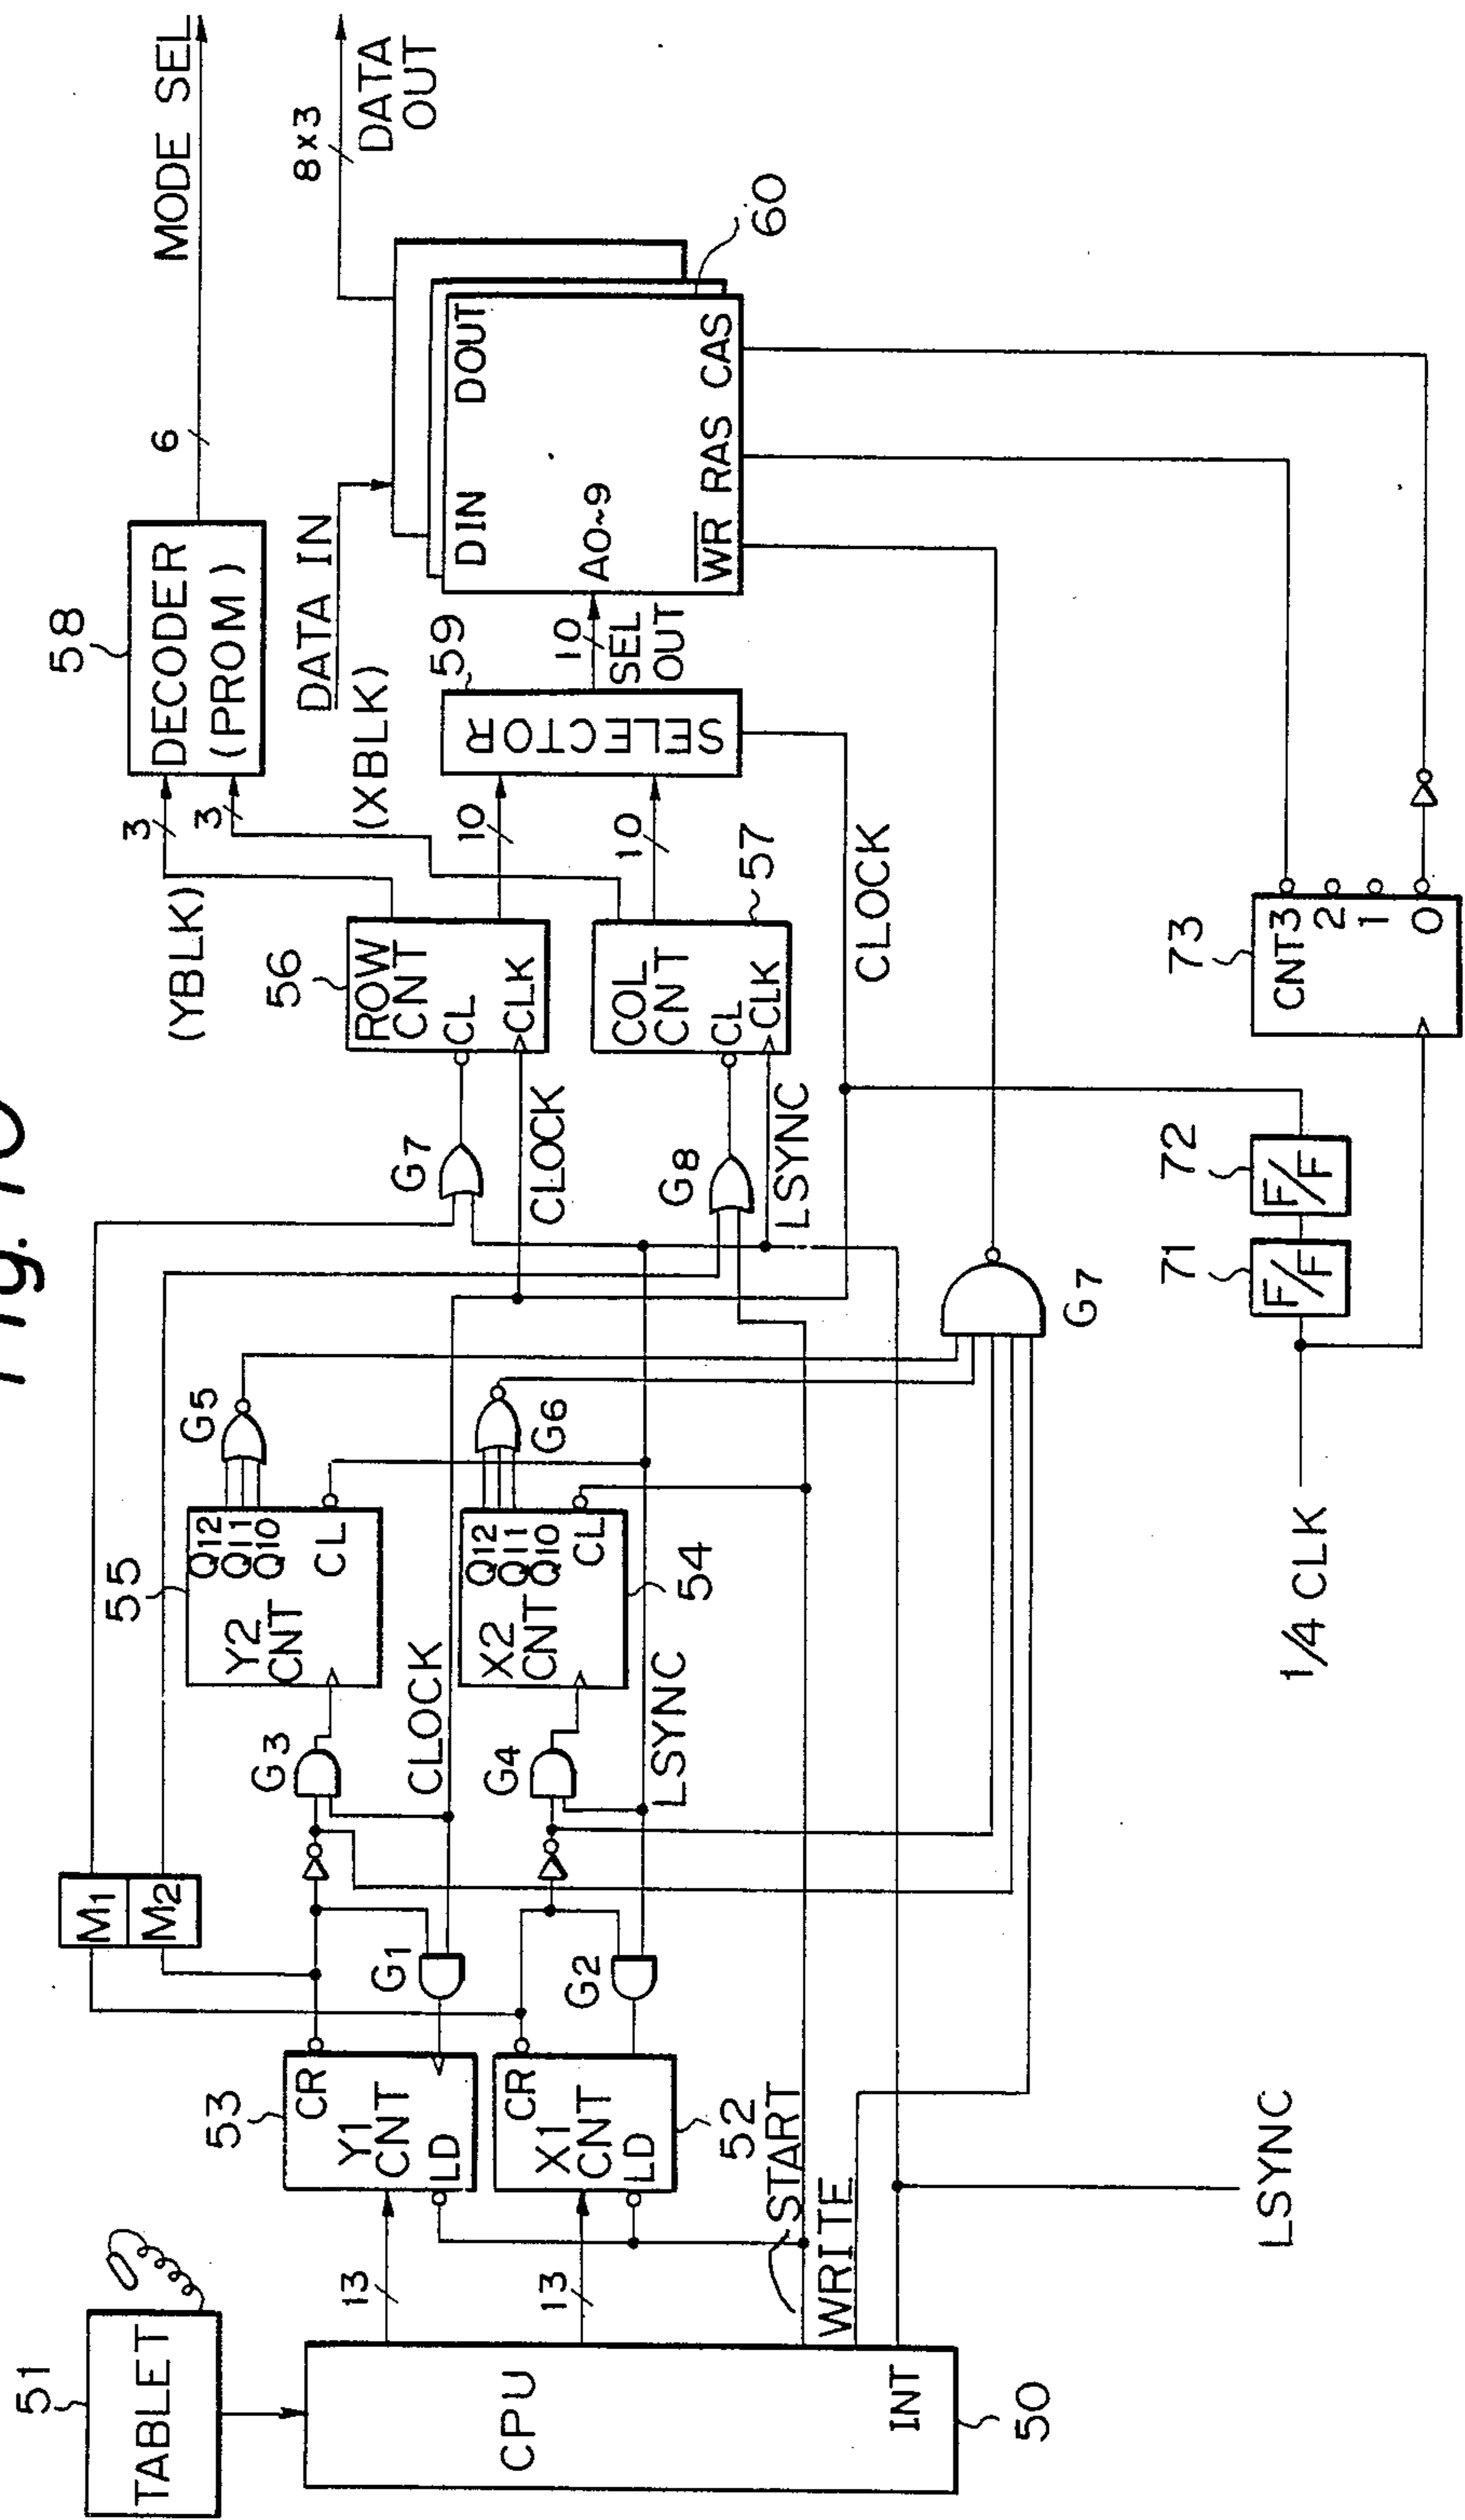 51
TABLET
CPU
INT
50
13
13
START
WRITE
LSYNC
53
CR
Y1
CNT
LD
CR
X1
CNT
LD
52
M1
M2
G1
G2
G3
G4
CLOCK
LSYNC
55
Y2
CNT
Q12
Q11
Q10
CL
X2
CNT
Q12
Q11
Q10
CL
54
G5
G6
G7
1/4 CLK
71
F/F
72
F/F
73
CNT3
2
1
0
G7
G8
CLOCK
LSYNC
56
ROW
CNT
CL
CLK
COL
CNT
CL
CLK
57
CLOCK
(YBLK)
(XBLK)
3
3
10
10
58
DECODER
(PROM)
6
MODE SEL
59
SELECTOR
10
SEL
OUT
DATA IN
DIN
DOUT
A0~9
WR RAS CAS
60
8x3
DATA
OUT